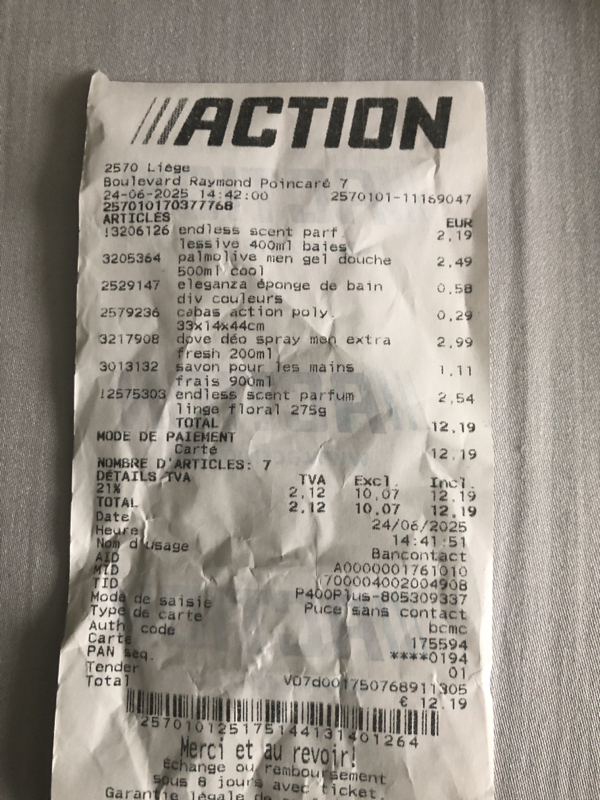 ///ACTION
2570 Liège
Boulevard Raymond Poincaré 7
24-06-2025 14:42:00 2570101-11169047
257010170377768
ARTICLES EUR
!3206126 endless scent parf 2,19
lessive 400ml baies
3205364 palmolive men gel douche 2,49
500ml cool
2529147 eleganza éponge de bain 0,58
div couleurs
2579236 cabas action poly. 0,29
33x14x44cm
3217908 dove déo spray men extra 2,99
fresh 200ml
3013132 savon pour les mains 1,11
frais 900ml
!2575303 endless scent parfum 2,54
linge floral 275g
TOTAL 12,19
MODE DE PAIEMENT
Carte 12,19
NOMBRE D'ARTICLES: 7
DÉTAILS TVA TVA Excl. Incl.
21% 2,12 10,07 12,19
TOTAL 2,12 10,07 12,19
Date 24/06/2025
Heure 14:41:51
Nom d'usage Bancontact
AID A0000001761010
MID 700004002004908
TID P400Plus-805309337
Mode de saisie Puce sans contact
Type de carte bcmc
Auth. code 175594
Carte ****0194
PAN seq. 01
Tender V07d001750768911305
Total € 12.19
257010125175144131401264
Merci et au revoir!
Échange ou remboursement
sous 8 jours avec ticket.
Garantie légale de